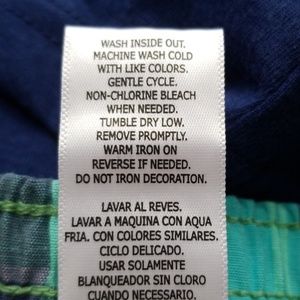 WASH INSIDE OUT.
MACHINE WASH COLD
WITH LIKE COLORS.
GENTLE CYCLE.
NON-CHLORINE BLEACH
WHEN NEEDED.
TUMBLE DRY LOW.
REMOVE PROMPTLY.
WARM IRON ON
REVERSE IF NEEDED.
DO NOT IRON DECORATION.
LAVAR AL REVES.
LAVAR A MAQUINA CON AQUA
FRIA. CON COLORES SIMILARES.
CICLO DELICADO.
USAR SOLAMENTE
BLANQUEADOR SIN CLORO
CUANDO NECESSARIO.